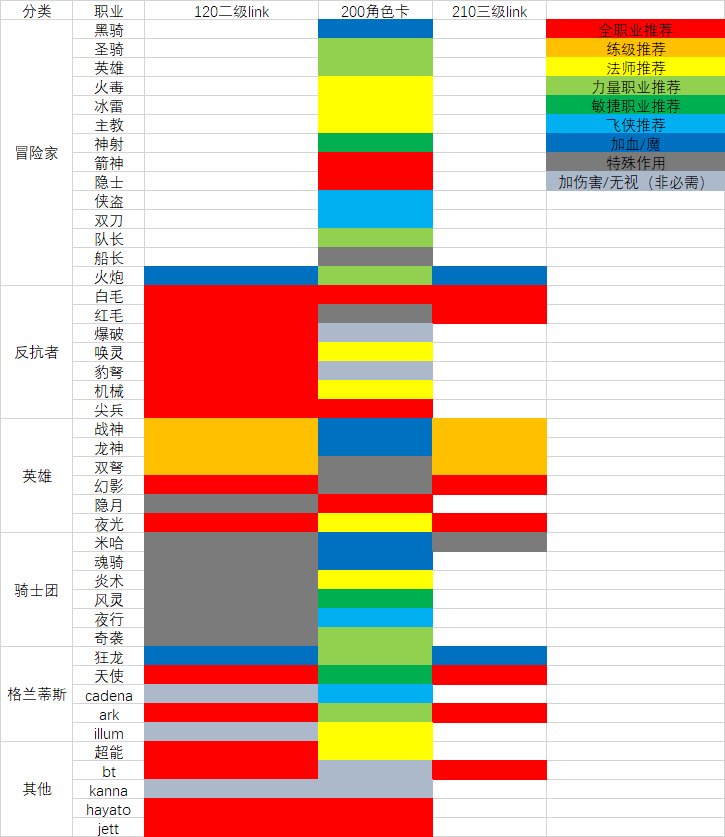 分类 职业 120二级link 200角色卡 210三级link
黑骑 全职业推荐
圣骑 练级推荐
英雄 法师推荐
火毒 力量职业推荐
冰雷 敏捷职业推荐
主教 飞侠推荐
神射 加血/魔
冒险家 箭神 特殊作用
隐士 加伤害/无视（非必需）
侠盗
双刀
队长
船长
火炮
白毛
红毛
爆破
反抗者 唤灵
豹弩
机械
尖兵
战神
龙神
双弩
英雄
幻影
隐月
夜光
米哈
魂骑
炎术
骑士团
风灵
夜行
奇袭
狂龙
天使
格兰蒂斯 cadena
ark
illum
超能
bt
其他 kanna
hayato
jett